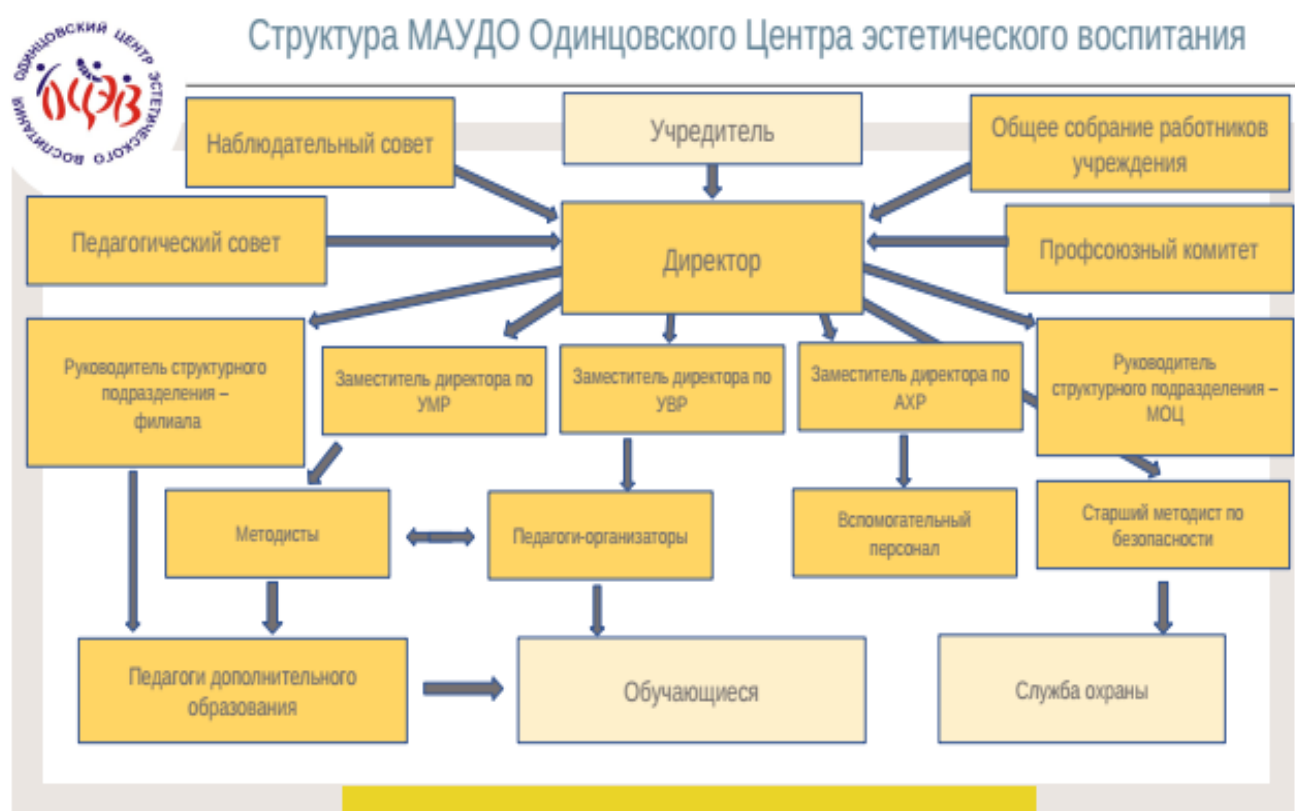 ОДИНЦОВСКИЙ ЦЕНТР ЭСТЕТИЧЕСКОГО ВОСПИТАНИЯ
ОЦЭВ
Структура МАУДО Одинцовского Центра эстетического воспитания
Наблюдательный совет
Учредитель
Общее собрание работников
учреждения
Педагогический совет
Директор
Профсоюзный комитет
Руководитель структурного
подразделения –
филиала
Заместитель директора по
УМР
Заместитель директора по
УВР
Заместитель директора по
АХР
Руководитель
структурного подразделения –
МОЦ
Методисты
Педагоги-организаторы
Вспомогательный
персонал
Старший методист по
безопасности
Педагоги дополнительного
образования
Обучающиеся
Служба охраны